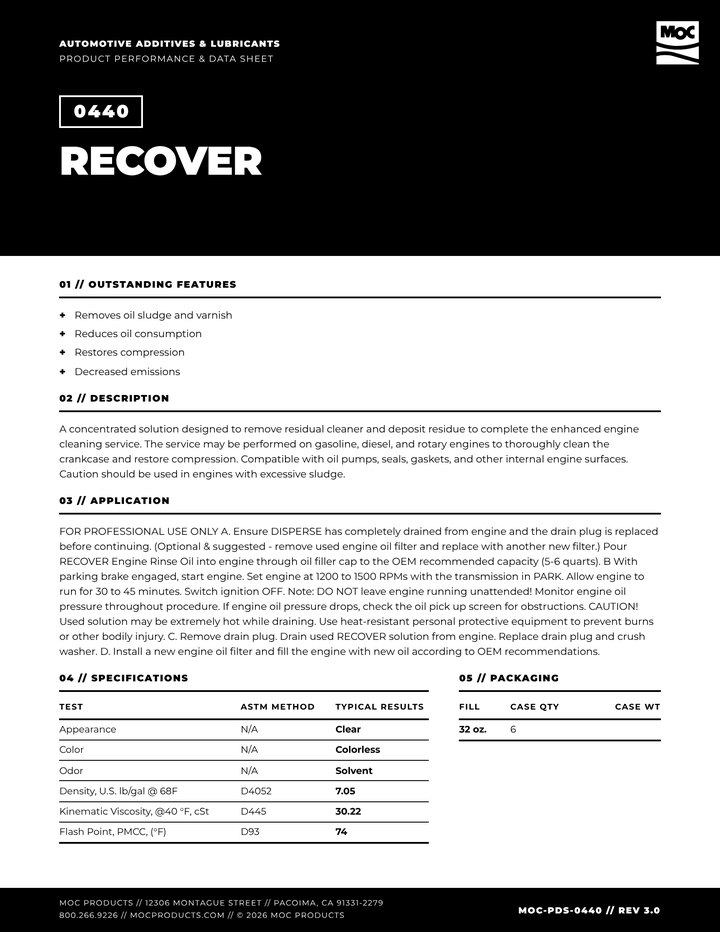 AUTOMOTIVE ADDITIVES & LUBRICANTS
PRODUCT PERFORMANCE & DATA SHEET
MOC
0440
RECOVER
01 // OUTSTANDING FEATURES
+ Removes oil sludge and varnish
+ Reduces oil consumption
+ Restores compression
+ Decreased emissions
02 // DESCRIPTION
A concentrated solution designed to remove residual cleaner and deposit residue to complete the enhanced engine
cleaning service. The service may be performed on gasoline, diesel, and rotary engines to thoroughly clean the
crankcase and restore compression. Compatible with oil pumps, seals, gaskets, and other internal engine surfaces.
Caution should be used in engines with excessive sludge.
03 // APPLICATION
FOR PROFESSIONAL USE ONLY A. Ensure DISPERSE has completely drained from engine and the drain plug is replaced
before continuing. (Optional & suggested - remove used engine oil filter and replace with another new filter.) Pour
RECOVER Engine Rinse Oil into engine through oil filler cap to the OEM recommended capacity (5-6 quarts). B With
parking brake engaged, start engine. Set engine at 1200 to 1500 RPMs with the transmission in PARK. Allow engine to
run for 30 to 45 minutes. Switch ignition OFF. Note: DO NOT leave engine running unattended! Monitor engine oil
pressure throughout procedure. If engine oil pressure drops, check the oil pick up screen for obstructions. CAUTION!
Used solution may be extremely hot while draining. Use heat-resistant personal protective equipment to prevent burns
or other bodily injury. C. Remove drain plug. Drain used RECOVER solution from engine. Replace drain plug and crush
washer. D. Install a new engine oil filter and fill the engine with new oil according to OEM recommendations.
04 // SPECIFICATIONS
TEST ASTM METHOD TYPICAL RESULTS
Appearance N/A Clear
Color N/A Colorless
Odor N/A Solvent
Density, U.S. lb/gal @ 68F D4052 7.05
Kinematic Viscosity, @40 °F, cSt D445 30.22
Flash Point, PMCC, (°F) D93 74
05 // PACKAGING
FILL CASE QTY CASE WT
32 oz. 6
MOC PRODUCTS // 12306 MONTAGUE STREET // PACOIMA, CA 91331-2279
800.266.9226 // MOCPRODUCTS.COM // © 2026 MOC PRODUCTS
MOC-PDS-0440 // REV 3.0